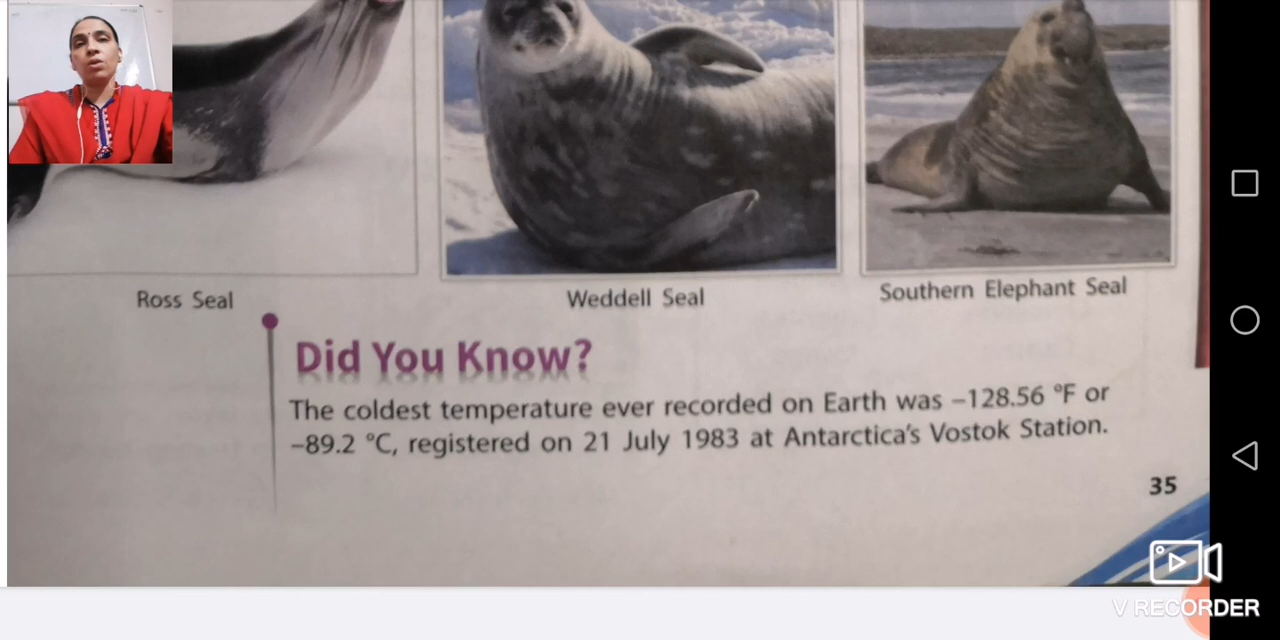 Ross Seal
Weddell Seal
Southern Elephant Seal
Did You Know?
The coldest temperature ever recorded on Earth was –128.56 °F or
–89.2 °C, registered on 21 July 1983 at Antarctica's Vostok Station.
35
V RECORDER